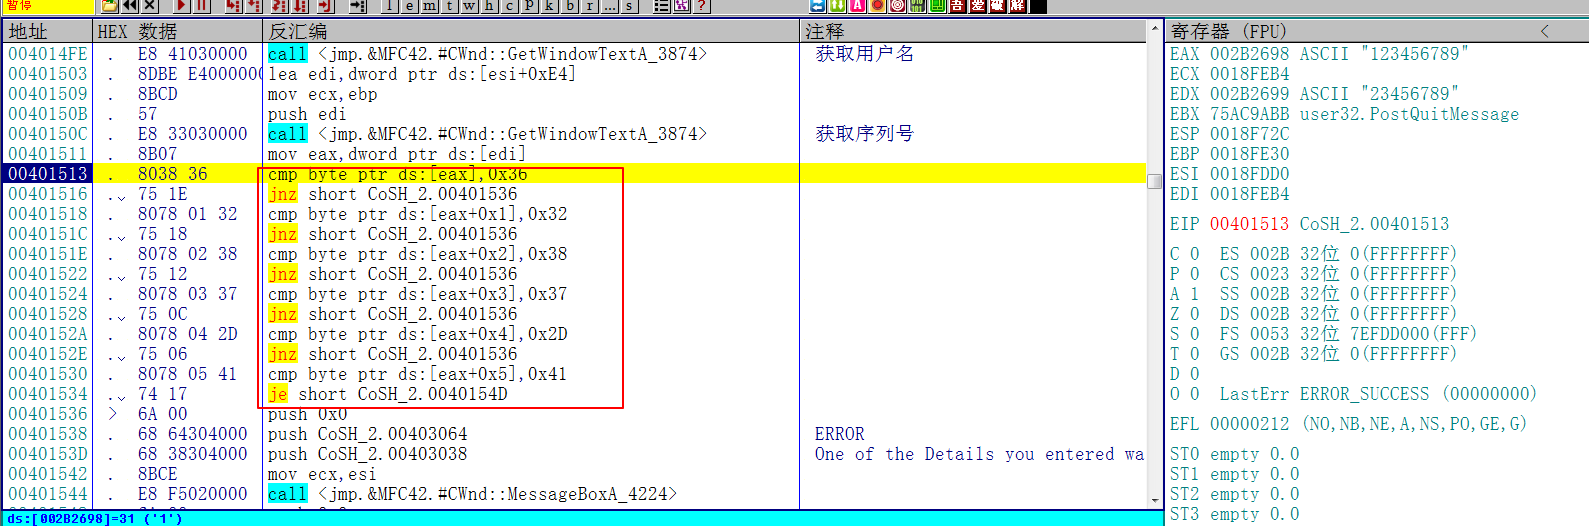 暂停 l e m t w h c p k b r ... s ? 吾 爱 破 解
地址 HEX 数据 反汇编 注释 寄存器 (FPU) <
004014FE . E8 41030000 call <jmp.&MFC42.#CWnd::GetWindowTextA_3874> 获取用户名 EAX 002B2698 ASCII "123456789"
00401503 . 8DBE E4000000 lea edi,dword ptr ds:[esi+0xE4] ECX 0018FEB4
00401509 . 8BCD mov ecx,ebp EDX 002B2699 ASCII "23456789"
0040150B . 57 push edi EBX 75AC9ABB user32.PostQuitMessage
0040150C . E8 33030000 call <jmp.&MFC42.#CWnd::GetWindowTextA_3874> 获取序列号 ESP 0018F72C
00401511 . 8B07 mov eax,dword ptr ds:[edi] EBP 0018FE30
00401513 . 8038 36 cmp byte ptr ds:[eax],0x36 ESI 0018FDD0
00401516 . 75 1E jnz short CoSH_2.00401536 EDI 0018FEB4
00401518 . 8078 01 32 cmp byte ptr ds:[eax+0x1],0x32
EIP 00401513 CoSH_2.00401513
0040151C . 75 18 jnz short CoSH_2.00401536
0040151E . 8078 02 38 cmp byte ptr ds:[eax+0x2],0x38 C 0 ES 002B 32位 0(FFFFFFFF)
00401522 . 75 12 jnz short CoSH_2.00401536 P 0 CS 0023 32位 0(FFFFFFFF)
00401524 . 8078 03 37 cmp byte ptr ds:[eax+0x3],0x37 A 1 SS 002B 32位 0(FFFFFFFF)
00401528 . 75 0C jnz short CoSH_2.00401536 Z 0 DS 002B 32位 0(FFFFFFFF)
0040152A . 8078 04 2D cmp byte ptr ds:[eax+0x4],0x2D S 0 FS 0053 32位 7EFDD000(FFF)
0040152E . 75 06 jnz short CoSH_2.00401536 T 0 GS 002B 32位 0(FFFFFFFF)
00401530 . 8078 05 41 cmp byte ptr ds:[eax+0x5],0x41 D 0
00401534 . 74 17 je short CoSH_2.0040154D O 0 LastErr ERROR_SUCCESS (00000000)
00401536 > 6A 00 push 0x0
EFL 00000212 (NO,NB,NE,A,NS,PO,GE,G)
00401538 . 68 64304000 push CoSH_2.00403064 ERROR
0040153D . 68 38304000 push CoSH_2.00403038 One of the Details you entered wa ST0 empty 0.0
00401542 . 8BCE mov ecx,esi ST1 empty 0.0
00401544 . E8 F5020000 call <jmp.&MFC42.#CWnd::MessageBoxA_4224> ST2 empty 0.0
ST3 empty 0.0
ds:[002B2698]=31 ('1')